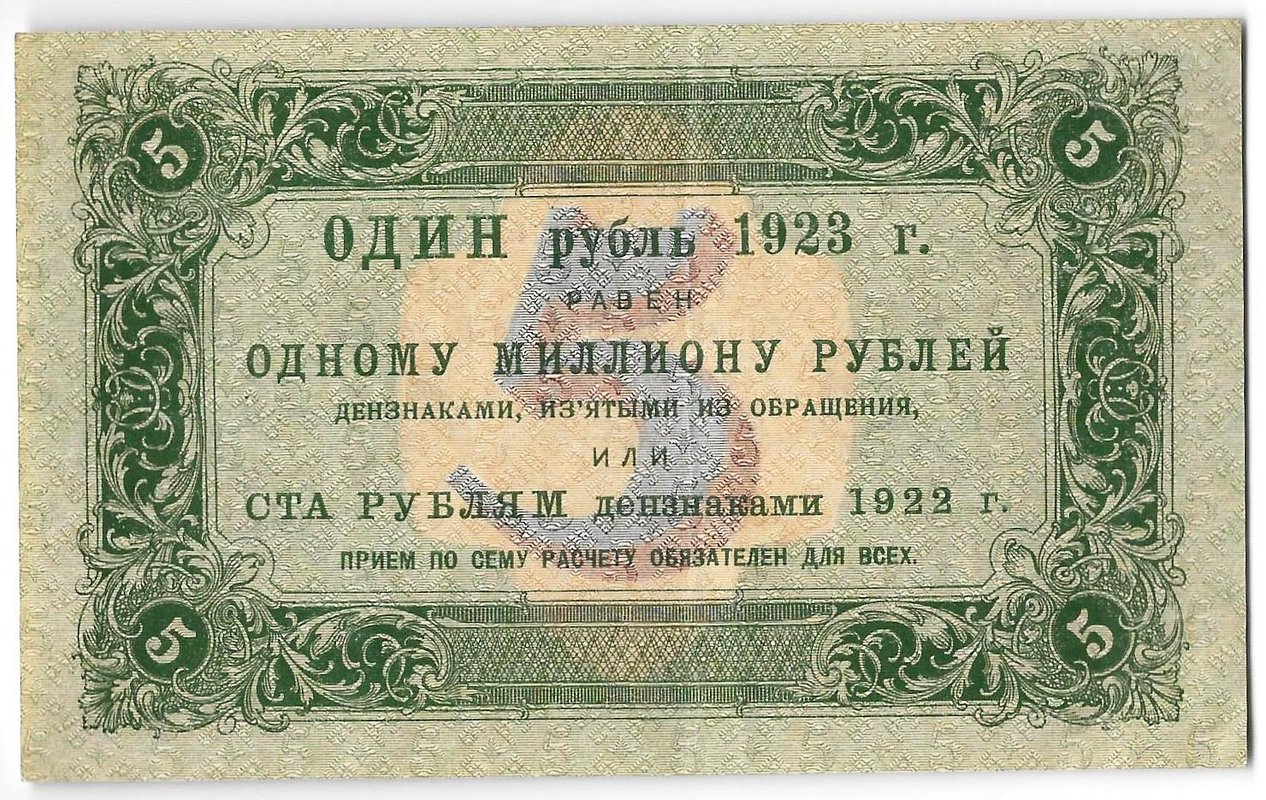 5 5
ОДИН рубль 1923 г.
РАВЕН
ОДНОМУ МИЛЛИОНУ РУБЛЕЙ
ДЕНЗНАКАМИ, ИЗ'ЯТЫМИ ИЗ ОБРАЩЕНИЯ,
ИЛИ
СТА РУБЛЯМ дензнаками 1922 г.
ПРИЕМ ПО СЕМУ РАСЧЕТУ ОБЯЗАТЕЛЕН ДЛЯ ВСЕХ.
5
5 5